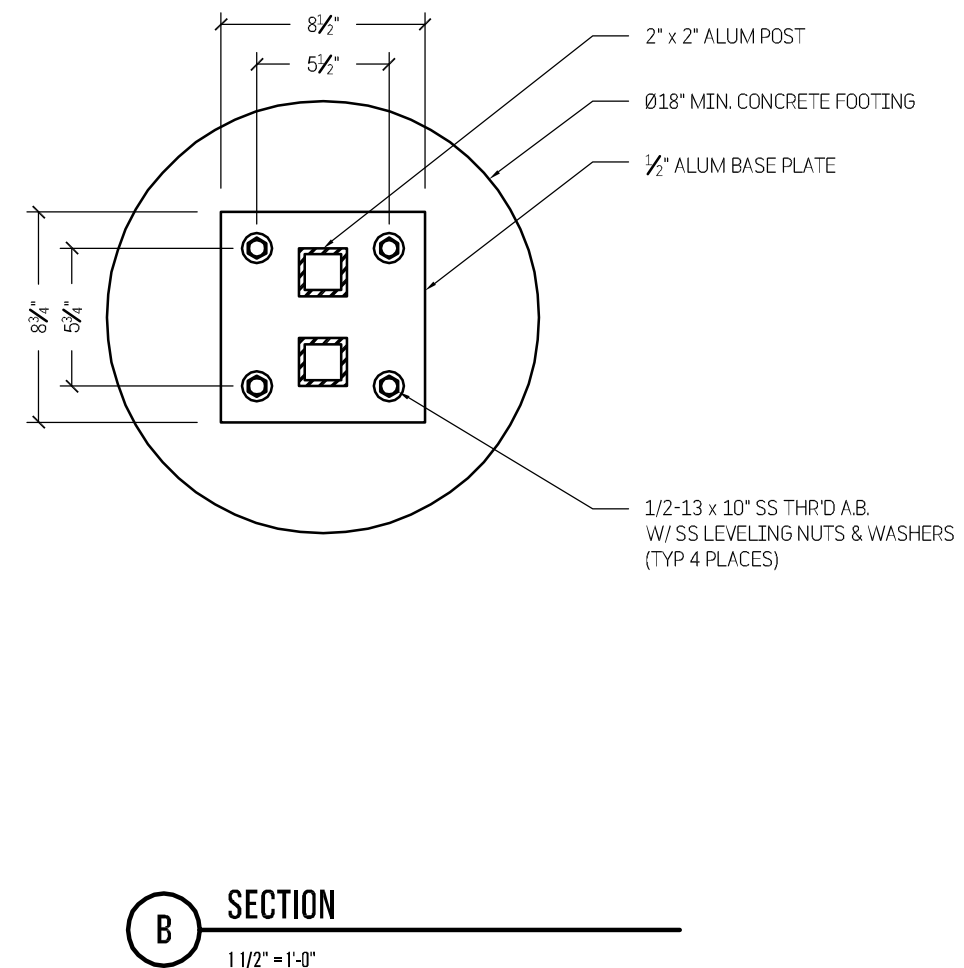 8½"
5½"
2" x 2" ALUM POST
Ø18" MIN. CONCRETE FOOTING
½" ALUM BASE PLATE
8¾"
5¾"
1/2-13 x 10" SS THR'D A.B.
W/ SS LEVELING NUTS & WASHERS
(TYP 4 PLACES)
B
SECTION
1 1/2" = 1'-0"